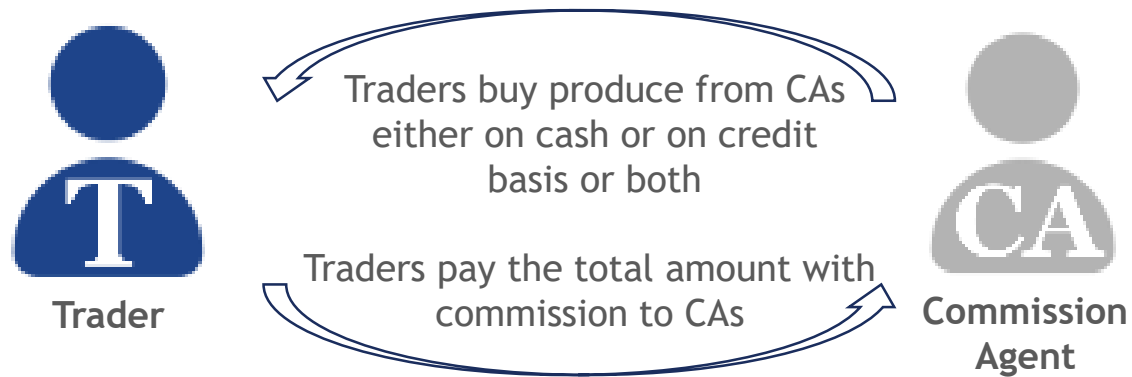 Traders buy produce from CAs
either on cash or on credit
basis or both
T
CA
Traders pay the total amount with
commission to CAs
Trader
Commission
Agent